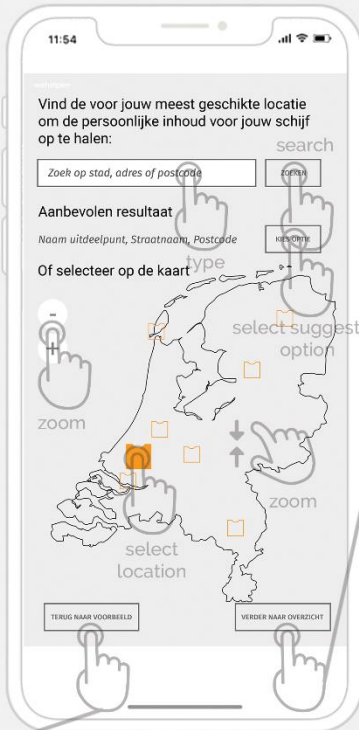 11:54
Vind de voor jouw meest geschikte locatie
om de persoonlijke inhoud voor jouw schijf
op te halen:
search
Zoek op stad, adres of postcode
ZOEKEN
Aanbevolen resultaat
type
Naam uitdeelpunt, Straatnaam, Postcode
KIES OPTIE
Of selecteer op de kaart
select suggest
option
-
+
zoom
zoom
select
location
TERUG NAAR VOORBEELD
VERDER NAAR OVERZICHT